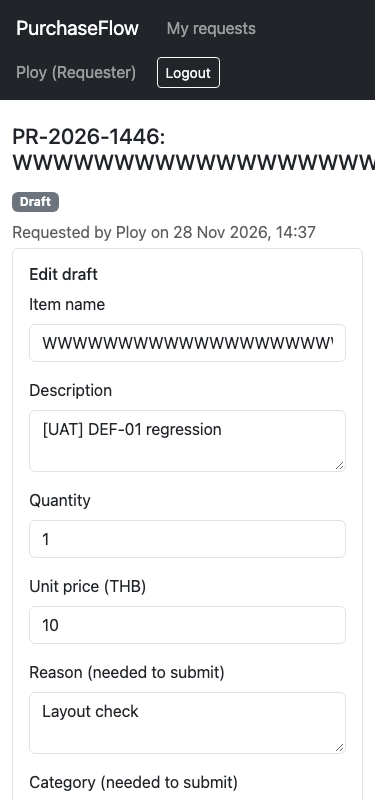 PurchaseFlow My requests
Ploy (Requester) Logout
PR-2026-1446:
WWWWWWWWWWWWWWWWWW
Draft
Requested by Ploy on 28 Nov 2026, 14:37
Edit draft
Item name
WWWWWWWWWWWWWWWWWWW
Description
[UAT] DEF-01 regression
Quantity
1
Unit price (THB)
10
Reason (needed to submit)
Layout check
Category (needed to submit)